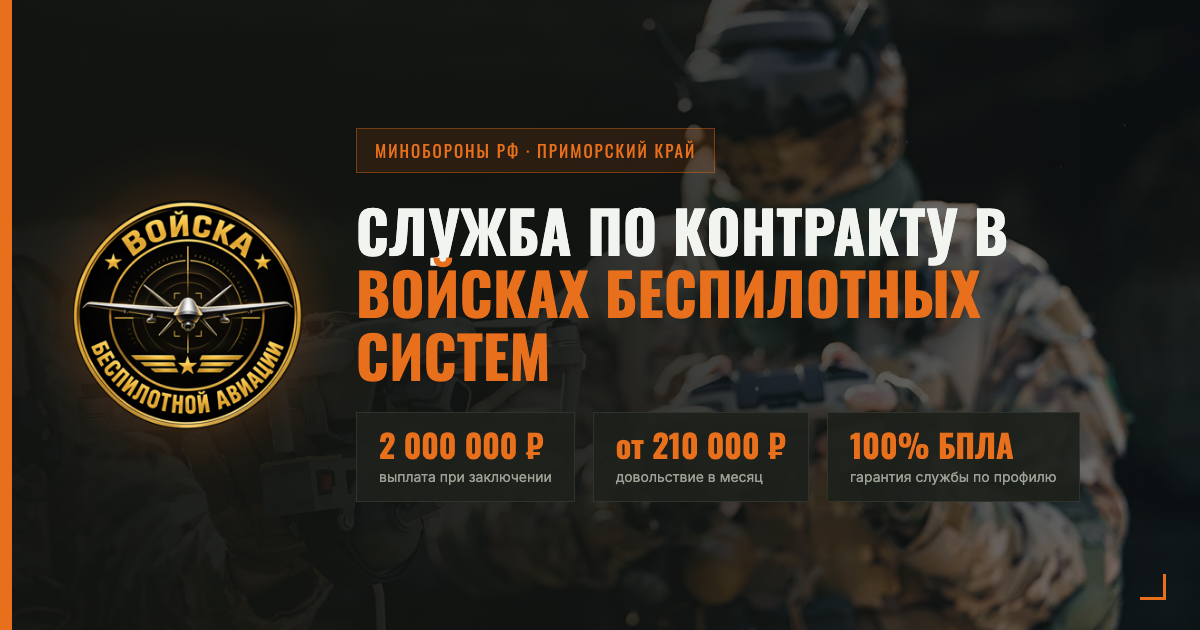 МИНОБОРОНЫ РФ · ПРИМОРСКИЙ КРАЙ
СЛУЖБА ПО КОНТРАКТУ В
ВОЙСКАХ БЕСПИЛОТНЫХ
СИСТЕМ
ВОЙСКА
БЕСПИЛОТНОЙ АВИАЦИИ
2 000 000 ₽
выплата при заключении
от 210 000 ₽
довольствие в месяц
100% БПЛА
гарантия службы по профилю